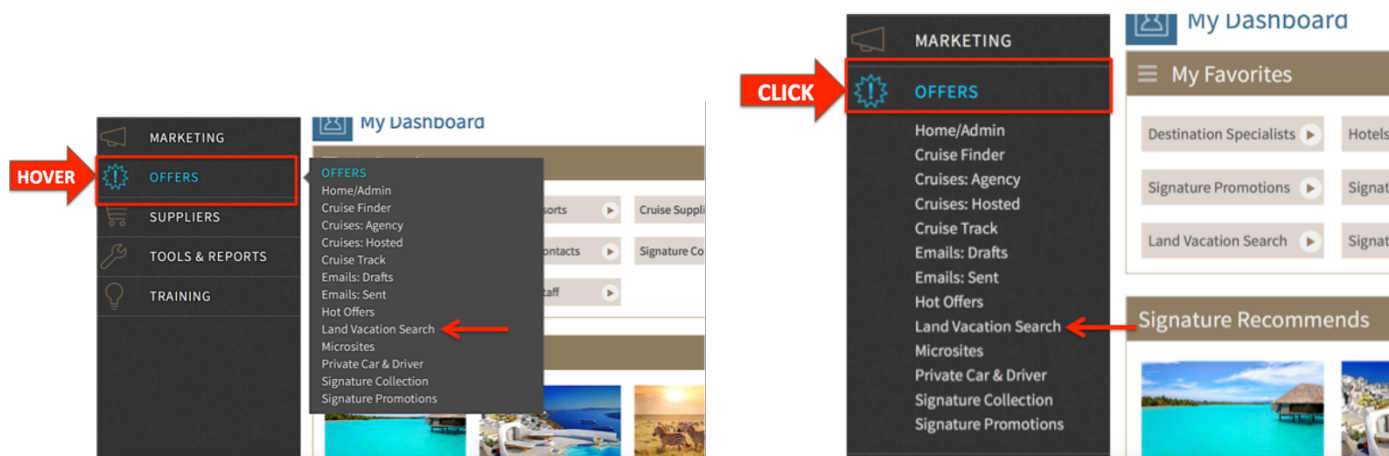 MARKETING
HOVER
OFFERS
SUPPLIERS
TOOLS & REPORTS
TRAINING
My Dashboard
OFFERS
Home/Admin
Cruise Finder
Cruises: Agency
Cruises: Hosted
Cruise Track
Emails: Drafts
Emails: Sent
Hot Offers
Land Vacation Search
Microsites
Private Car & Driver
Signature Collection
Signature Promotions
sorts
Cruise Suppli
ontacts
Signature Co
taff
MARKETING
CLICK
OFFERS
Home/Admin
Cruise Finder
Cruises: Agency
Cruises: Hosted
Cruise Track
Emails: Drafts
Emails: Sent
Hot Offers
Land Vacation Search
Microsites
Private Car & Driver
Signature Collection
Signature Promotions
My Dashboard
My Favorites
Destination Specialists
Hotels
Signature Promotions
Signat
Land Vacation Search
Signat
Signature Recommends